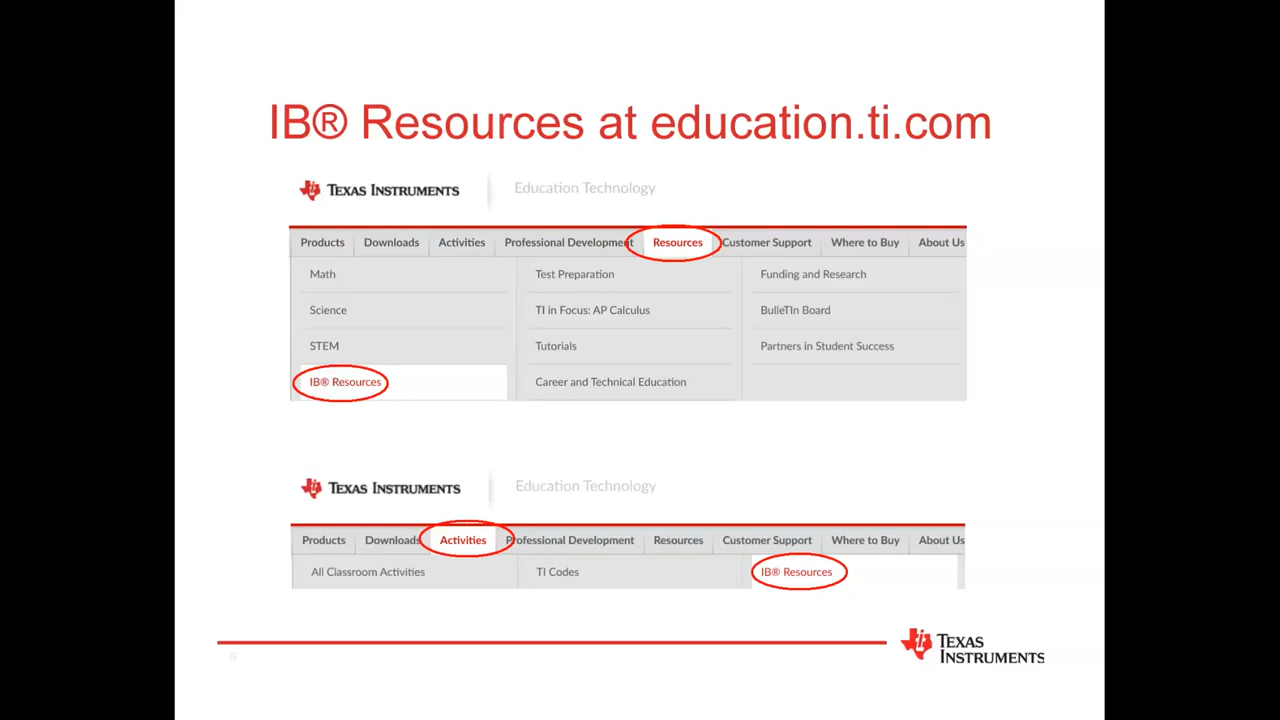 IB® Resources at education.ti.com
TEXAS INSTRUMENTS Education Technology
Products Downloads Activities Professional Development Resources Customer Support Where to Buy About Us
Math Test Preparation Funding and Research
Science TI in Focus: AP Calculus BulleTIn Board
STEM Tutorials Partners in Student Success
IB® Resources Career and Technical Education
TEXAS INSTRUMENTS Education Technology
Products Downloads Activities Professional Development Resources Customer Support Where to Buy About Us
All Classroom Activities TI Codes IB® Resources
TEXAS
INSTRUMENTS